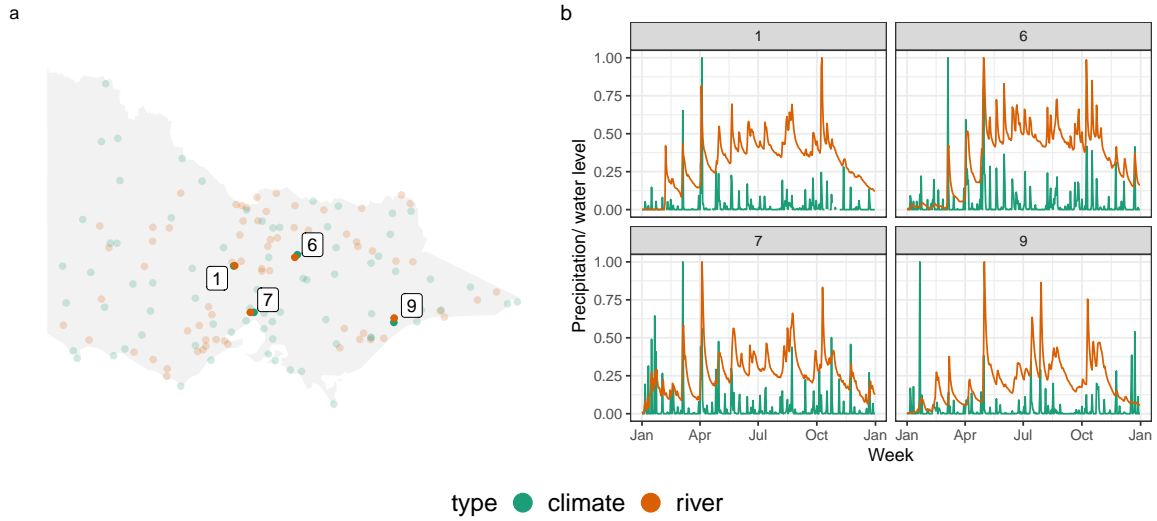 a
b
1
6
7
9
1
6
1.00
0.75
0.50
0.25
0.00
7
9
1.00
0.75
0.50
0.25
0.00
Jan
Apr
Jul
Oct
Jan
Jan
Apr
Jul
Oct
Jan
Precipitation/ water level
Week
type climate river